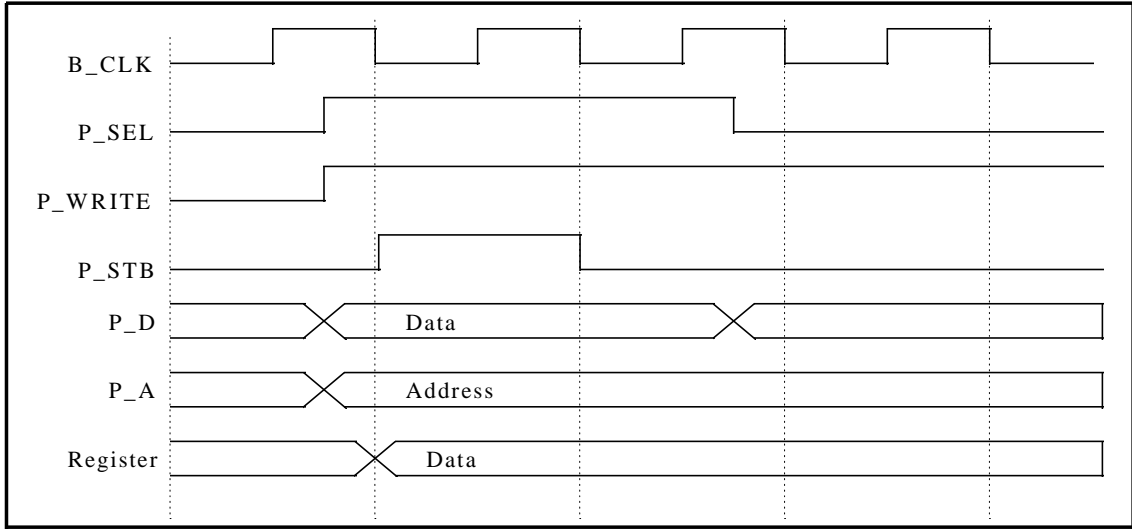 B_CLK
P_SEL
P_WRITE
P_STB
P_D Data
P_A Address
Register Data